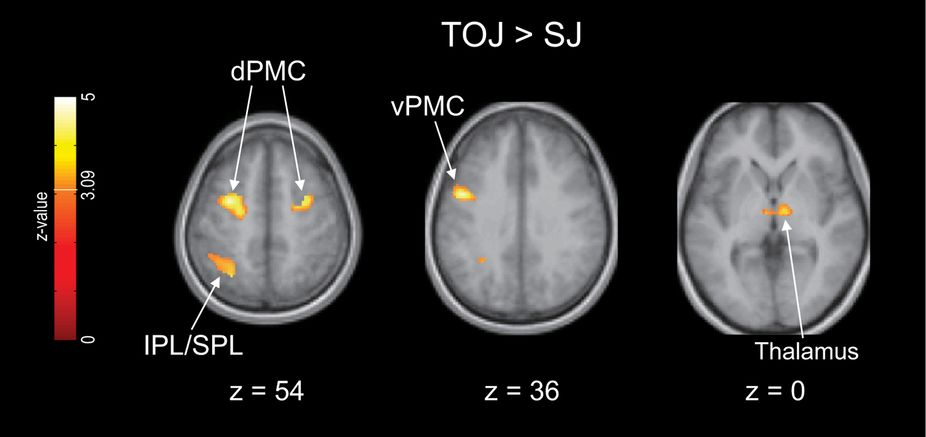 TOJ > SJ
dPMC
vPMC
5
3.09
z-value
0
IPL/SPL
Thalamus
z = 54
z = 36
z = 0